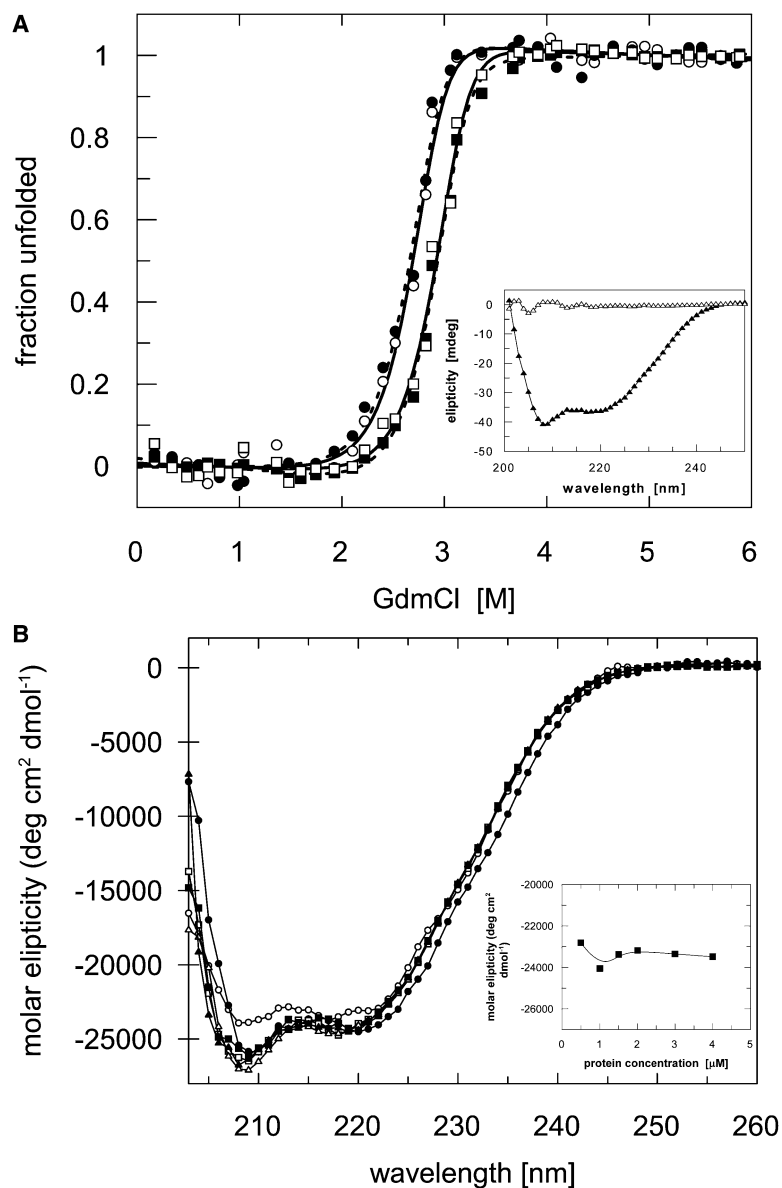 A
fraction unfolded
1
0.8
0.6
0.4
0.2
0
0 1 2 3 4 5 6
GdmCl [M]
elipticity [mdeg]
0
-10
-20
-30
-40
-50
200 220 240
wavelength [nm]
B
molar elipticity (deg cm² dmol⁻¹)
0
-5000
-10000
-15000
-20000
-25000
210 220 230 240 250 260
wavelength [nm]
molar elipticity (deg cm²
dmol⁻¹)
-20000
-22000
-24000
-26000
0 1 2 3 4 5
protein concentration [μM]